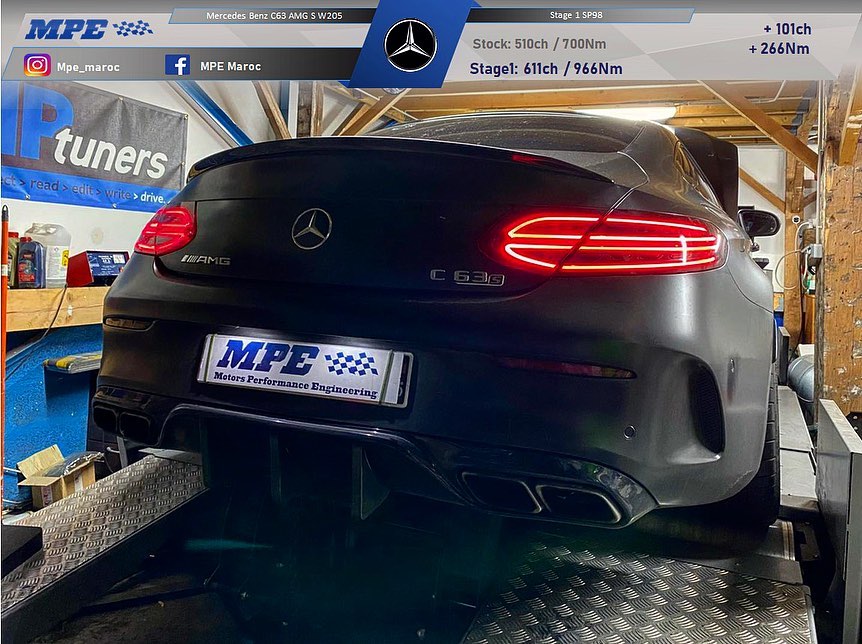 MPE
Mercedes Benz C63 AMG S W205
Stage 1 SP98
Stock: 510ch / 700Nm
Stage1: 611ch / 966Nm
+ 101ch
+ 266Nm
Mpe_maroc
MPE Maroc
tuners
> read > edit > write > drive.
AMG
C 63 S
MPE
Motors Performance Engineering